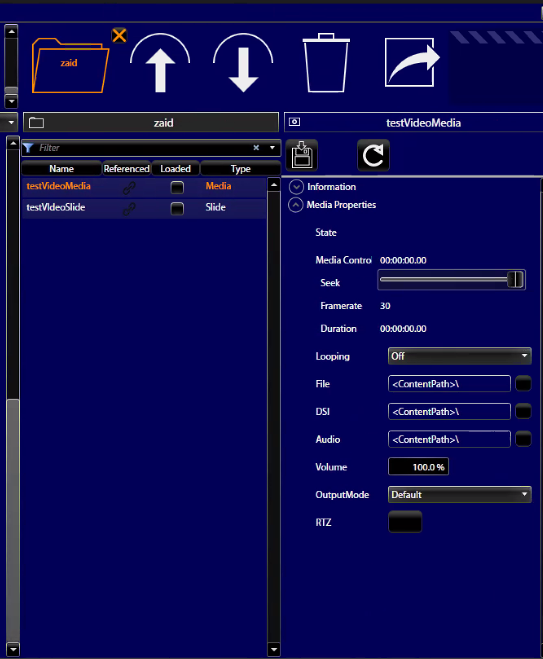 zaid
zaid
testVideoMedia
Filter
Name Referenced Loaded Type
testVideoMedia Media
testVIdeoSlide Slide
Information
Media Properties
State
Media Control 00:00:00.00
Seek
Framerate 30
Duration 00:00:00.00
Looping Off
File <ContentPath>\
DSI <ContentPath>\
Audio <ContentPath>\
Volume 100.0 %
OutputMode Default
RTZ